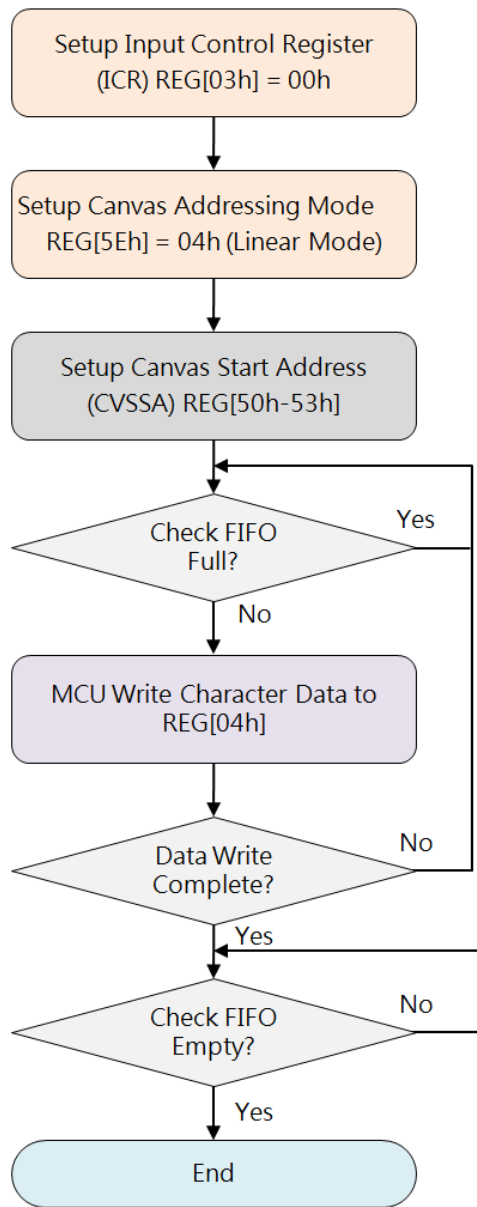 Setup Input Control Register
(ICR) REG[03h] = 00h
Setup Canvas Addressing Mode
REG[5Eh] = 04h (Linear Mode)
Setup Canvas Start Address
(CVSSA) REG[50h-53h]
Check FIFO
Full?
Yes
No
MCU Write Character Data to
REG[04h]
Data Write
Complete?
No
Yes
Check FIFO
Empty?
No
Yes
End